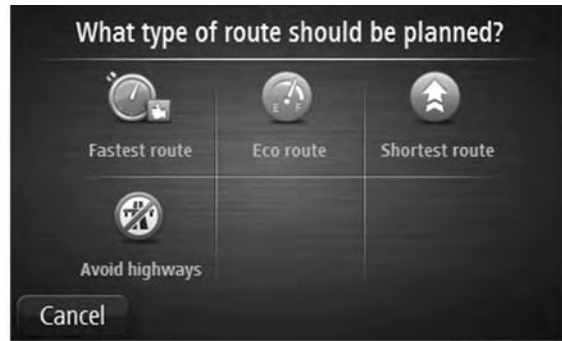 What type of route should be planned?
Fastest route
Eco route
Shortest route
E F
Avoid highways
Cancel